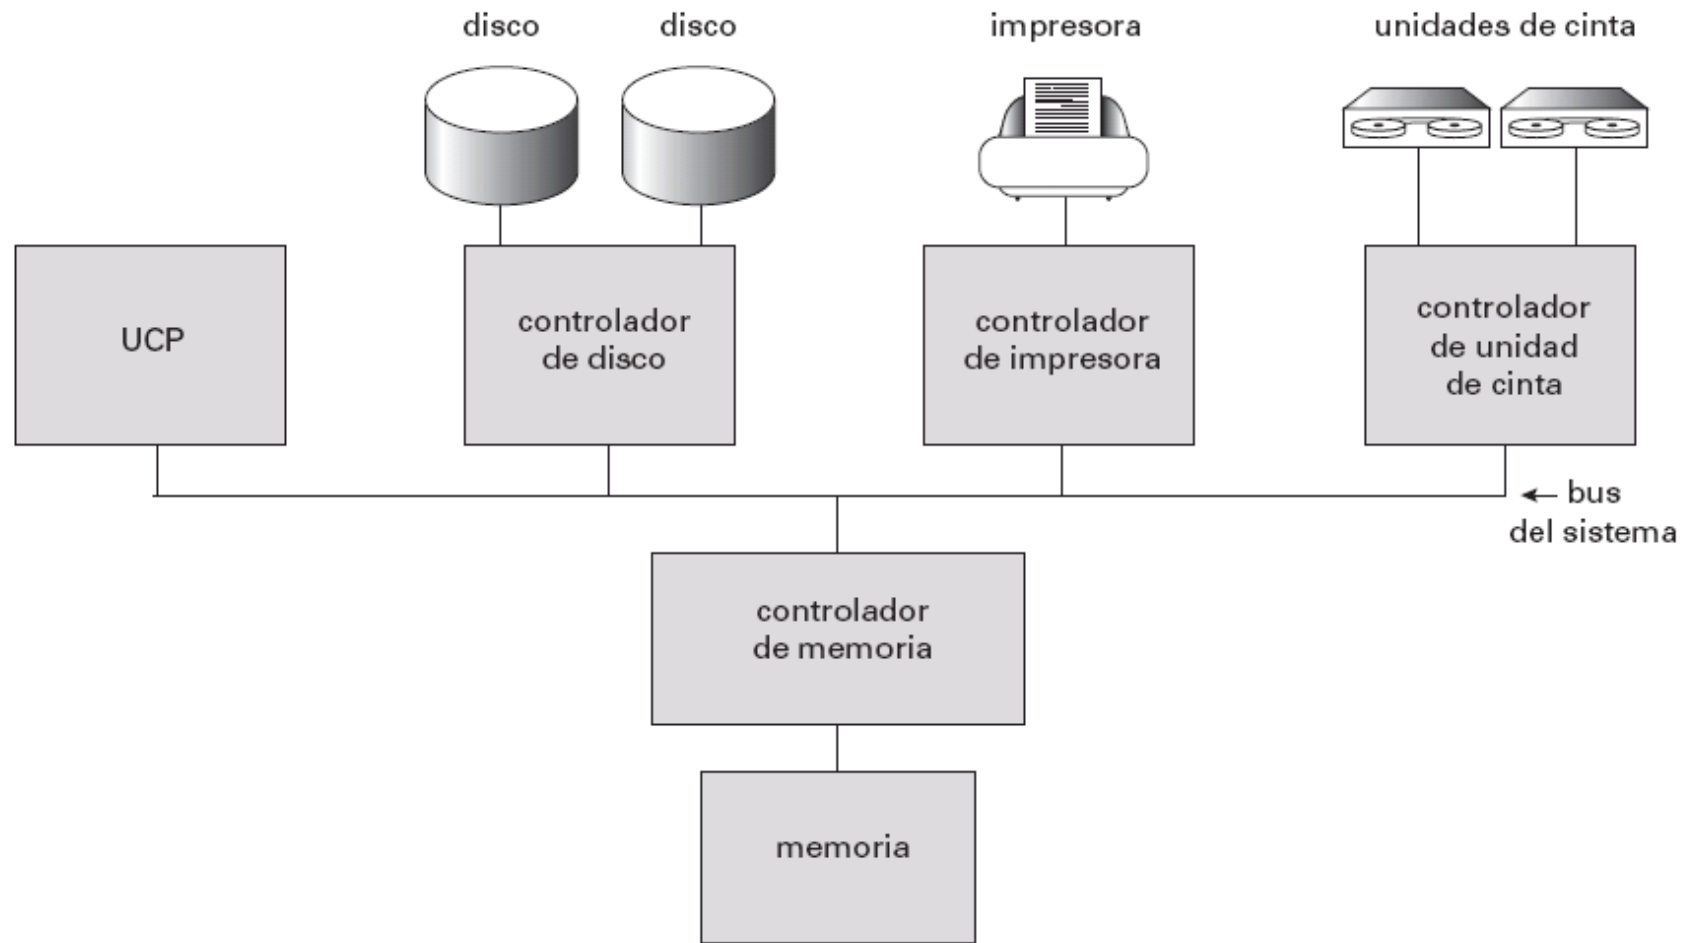 disco
disco
impresora
unidades de cinta
UCP
controlador
de disco
controlador
de impresora
controlador
de unidad
de cinta
bus
del sistema
controlador
de memoria
memoria